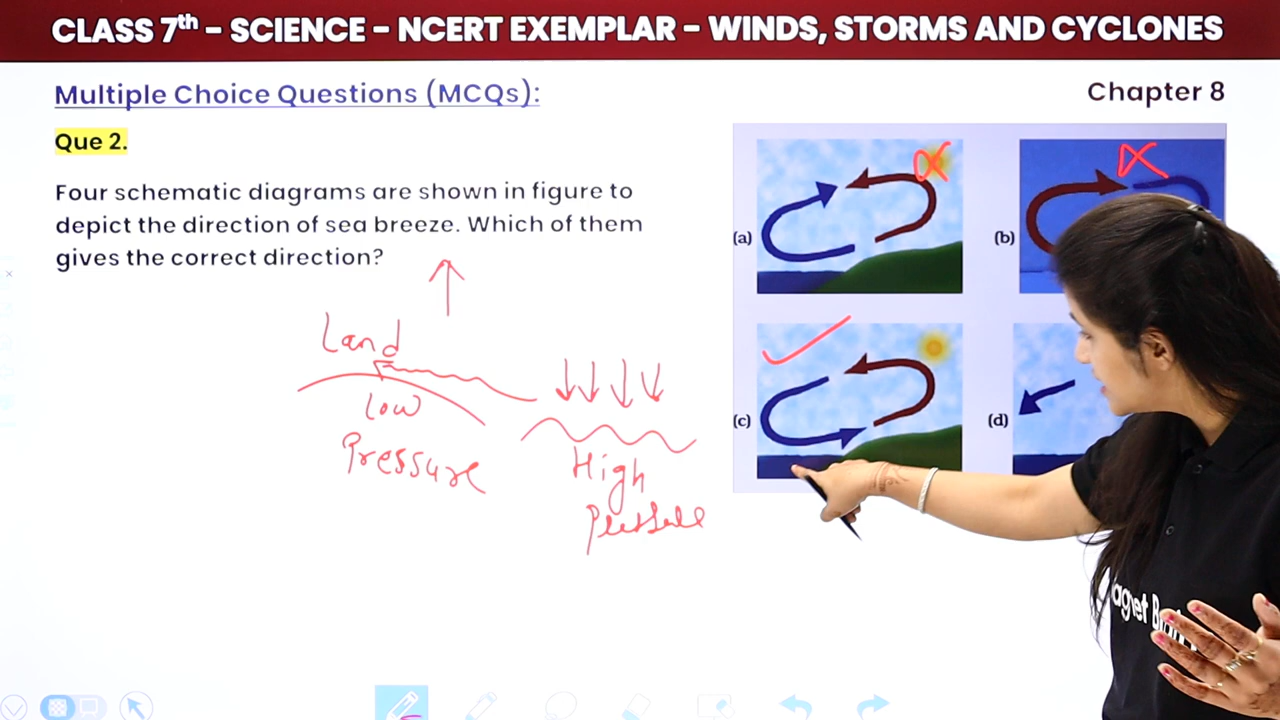 CLASS 7th - SCIENCE - NCERT EXEMPLAR - WINDS, STORMS AND CYCLONES
Multiple Choice Questions (MCQs):
Chapter 8
Que 2.
Four schematic diagrams are shown in figure to
depict the direction of sea breeze. Which of them
gives the correct direction?
(a)
(b)
(c)
(d)
Land
Low
Pressure
High